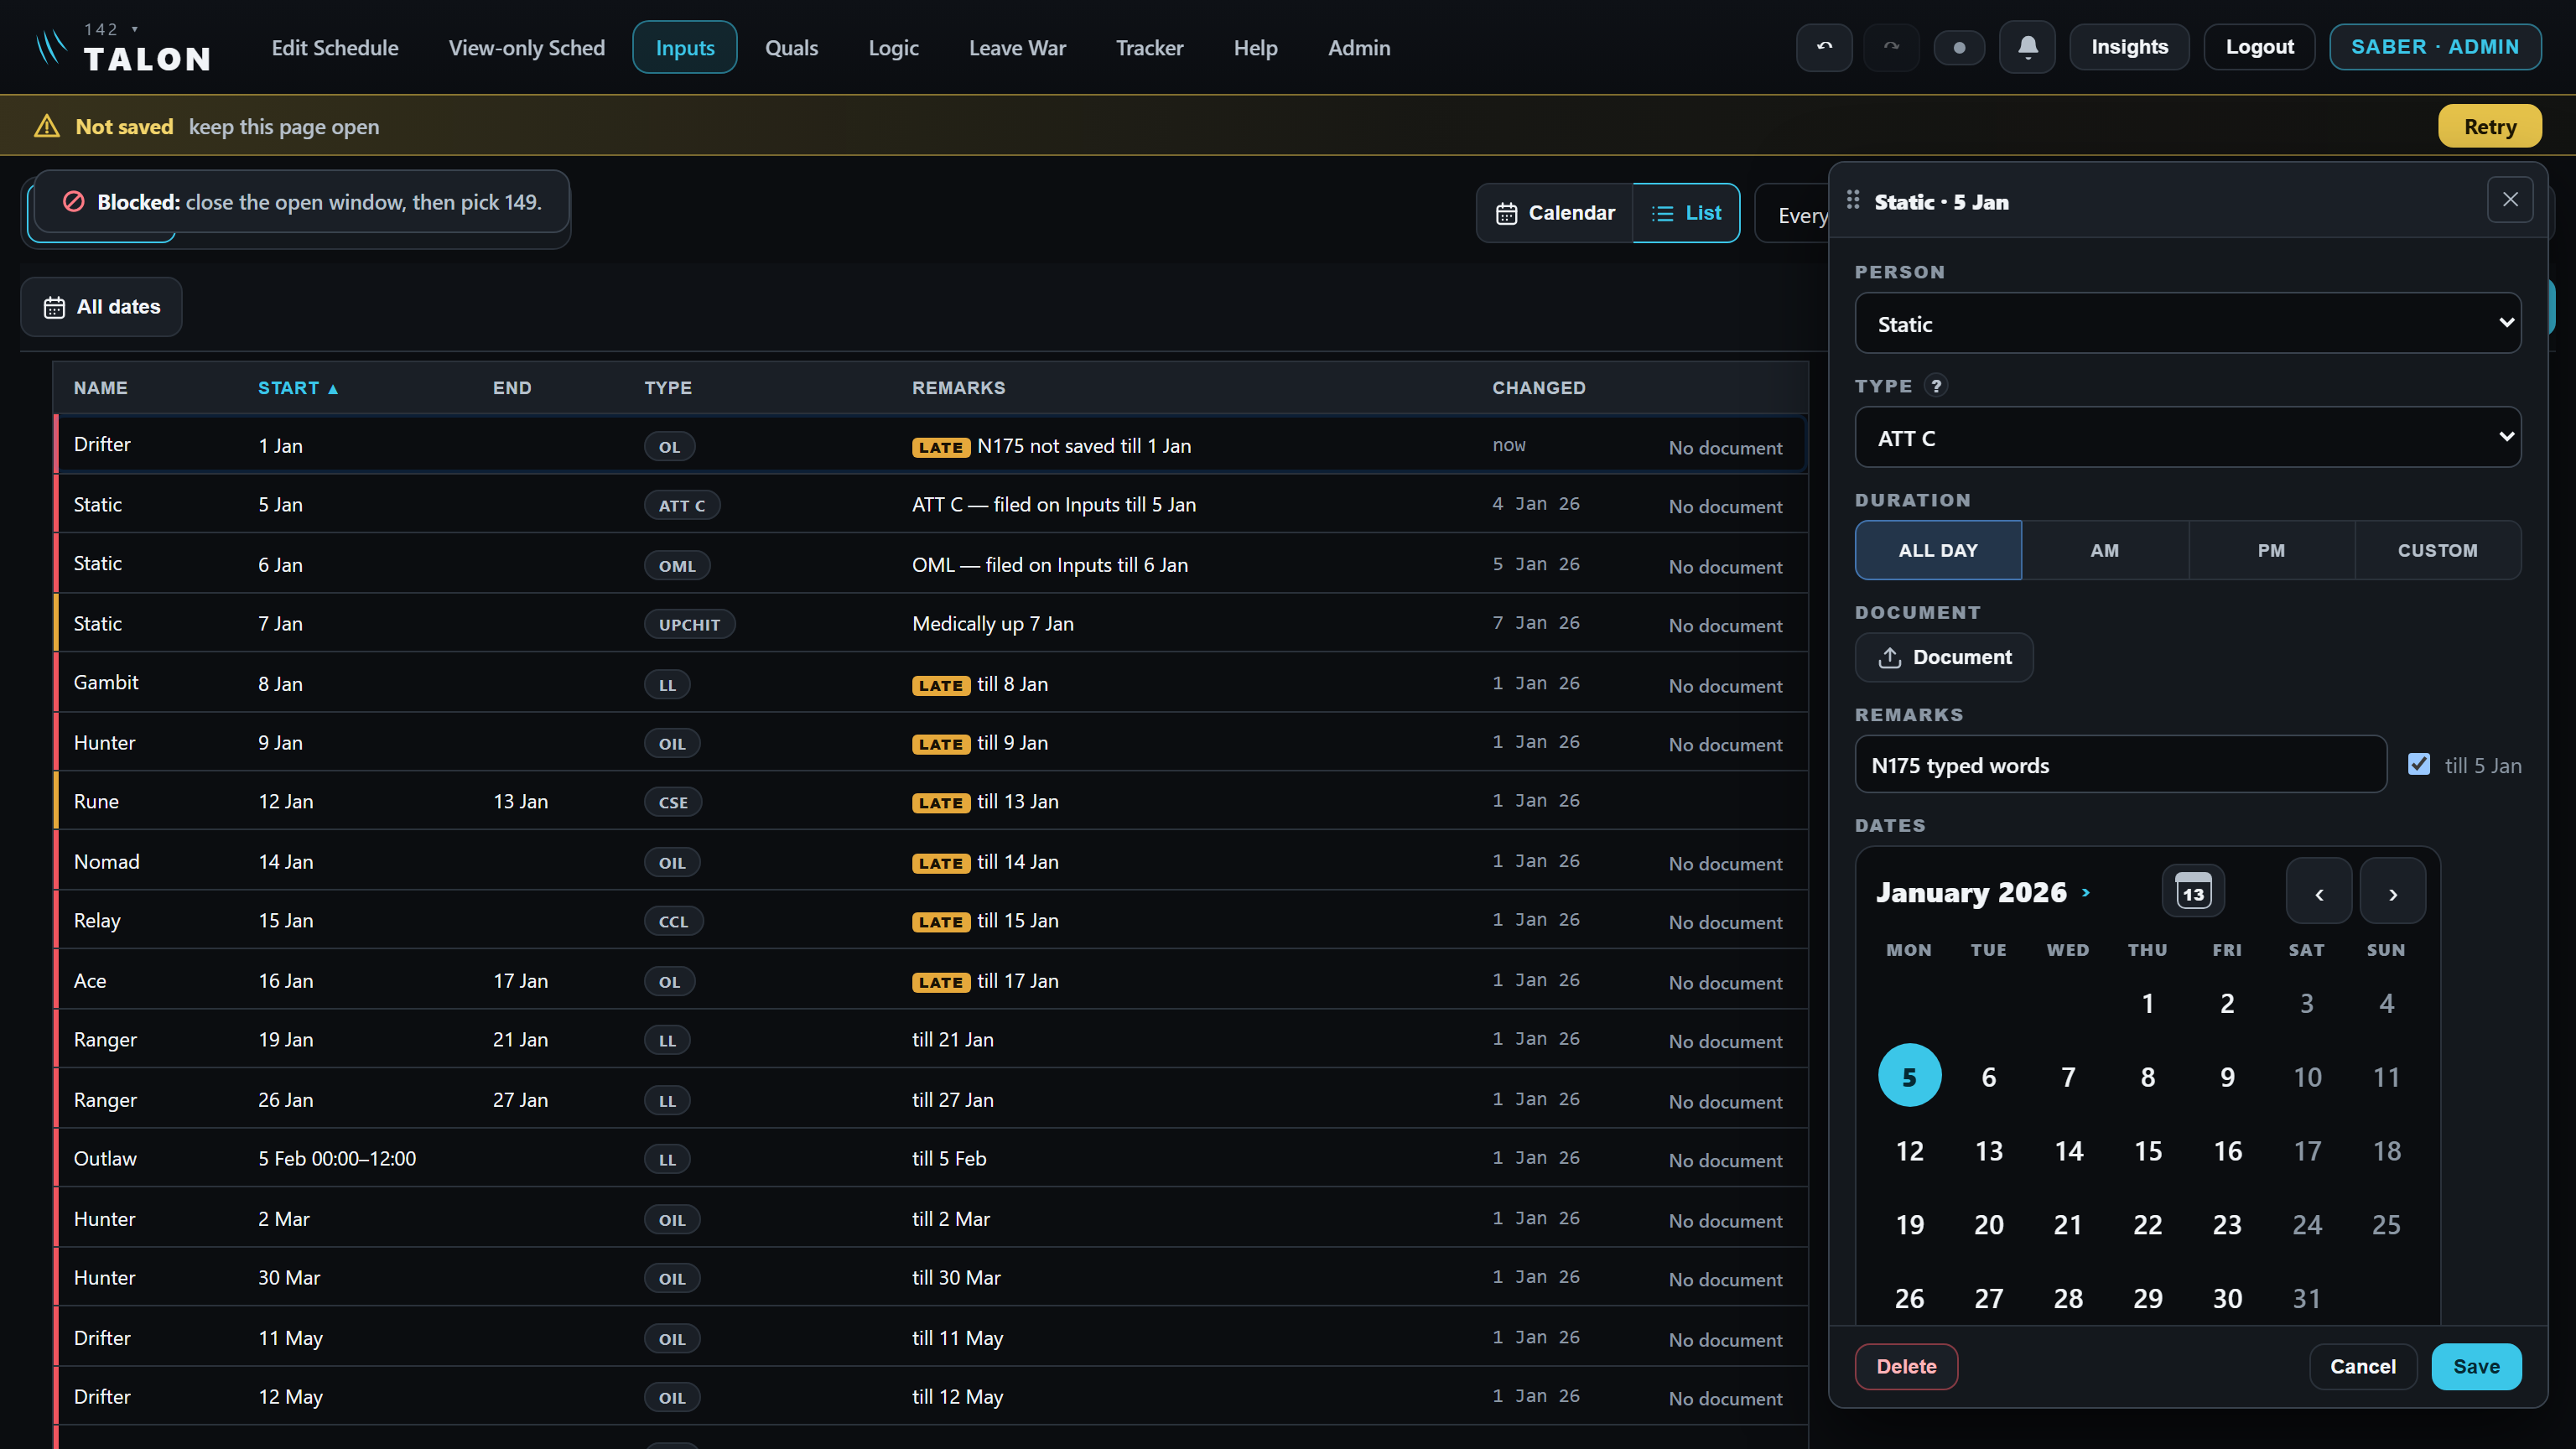 142 ▾
TALON
Edit Schedule
View-only Sched
Inputs
Quals
Logic
Leave War
Tracker
Help
Admin
Insights
Logout
SABER · ADMIN
Not saved keep this page open
Retry
Blocked: close the open window, then pick 149.
Calendar
List
Every
All dates
NAME START ▲ END TYPE REMARKS CHANGED
Drifter 1 Jan OL LATE N175 not saved till 1 Jan now No document
Static 5 Jan ATT C ATT C — filed on Inputs till 5 Jan 4 Jan 26 No document
Static 6 Jan OML OML — filed on Inputs till 6 Jan 5 Jan 26 No document
Static 7 Jan UPCHIT Medically up 7 Jan 7 Jan 26 No document
Gambit 8 Jan LL LATE till 8 Jan 1 Jan 26 No document
Hunter 9 Jan OIL LATE till 9 Jan 1 Jan 26 No document
Rune 12 Jan 13 Jan CSE LATE till 13 Jan 1 Jan 26
Nomad 14 Jan OIL LATE till 14 Jan 1 Jan 26 No document
Relay 15 Jan CCL LATE till 15 Jan 1 Jan 26 No document
Ace 16 Jan 17 Jan OL LATE till 17 Jan 1 Jan 26 No document
Ranger 19 Jan 21 Jan LL till 21 Jan 1 Jan 26 No document
Ranger 26 Jan 27 Jan LL till 27 Jan 1 Jan 26 No document
Outlaw 5 Feb 00:00–12:00 LL till 5 Feb 1 Jan 26 No document
Hunter 2 Mar OIL till 2 Mar 1 Jan 26 No document
Hunter 30 Mar OIL till 30 Mar 1 Jan 26 No document
Drifter 11 May OIL till 11 May 1 Jan 26 No document
Drifter 12 May OIL till 12 May 1 Jan 26 No document
Static · 5 Jan
PERSON
Static
TYPE ?
ATT C
DURATION
ALL DAY AM PM CUSTOM
DOCUMENT
Document
REMARKS
N175 typed words till 5 Jan
DATES
January 2026 › 13 ‹ ›
MON TUE WED THU FRI SAT SUN
1 2 3 4
5 6 7 8 9 10 11
12 13 14 15 16 17 18
19 20 21 22 23 24 25
26 27 28 29 30 31
Delete Cancel Save